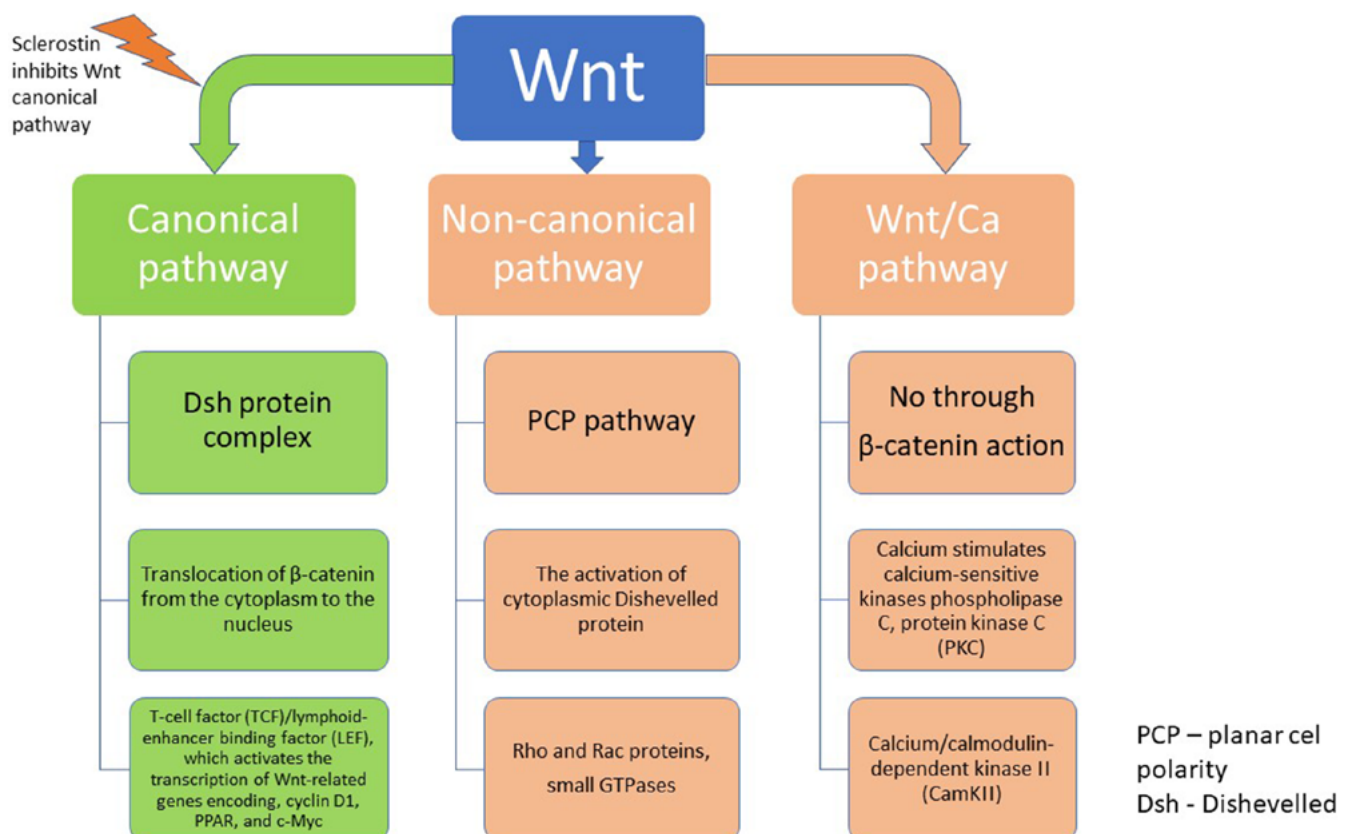 Sclerostin
inhibits Wnt
canonical
pathway
Wnt
Canonical
pathway
Non-canonical
pathway
Wnt/Ca
pathway
Dsh protein
complex
PCP pathway
No through
β-catenin action
Translocation of β-catenin
from the cytoplasm to the
nucleus
The activation of
cytoplasmic Dishevelled
protein
Calcium stimulates
calcium-sensitive
kinases phospholipase
C, protein kinase C
(PKC)
T-cell factor (TCF)/lymphoid-
enhancer binding factor (LEF),
which activates the
transcription of Wnt-related
genes encoding, cyclin D1,
PPAR, and c-Myc
Rho and Rac proteins,
small GTPases
Calcium/calmodulin-
dependent kinase II
(CamKII)
PCP – planar cel
polarity
Dsh - Dishevelled